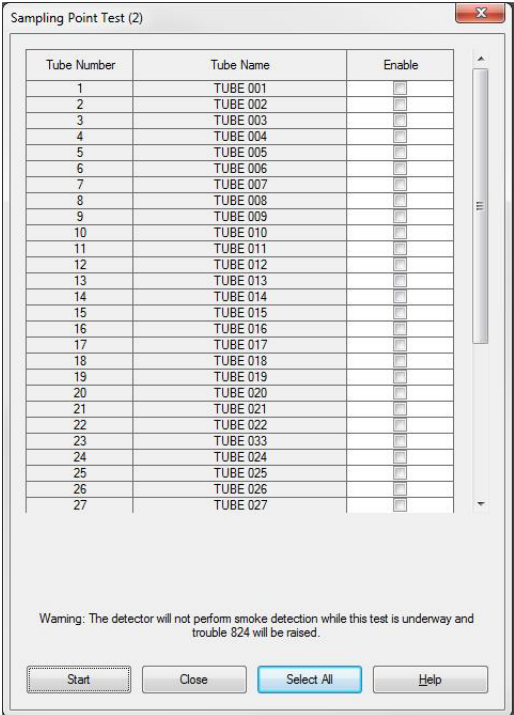 Sampling Point Test (2)
Tube Number Tube Name Enable
1 TUBE 001
2 TUBE 002
3 TUBE 003
4 TUBE 004
5 TUBE 005
6 TUBE 006
7 TUBE 007
8 TUBE 008
9 TUBE 009
10 TUBE 010
11 TUBE 011
12 TUBE 012
13 TUBE 013
14 TUBE 014
15 TUBE 015
16 TUBE 016
17 TUBE 017
18 TUBE 018
19 TUBE 019
20 TUBE 020
21 TUBE 021
22 TUBE 022
23 TUBE 033
24 TUBE 024
25 TUBE 025
26 TUBE 026
27 TUBE 027
Warning: The detector will not perform smoke detection while this test is underway and
trouble 824 will be raised.
Start Close Select All Help